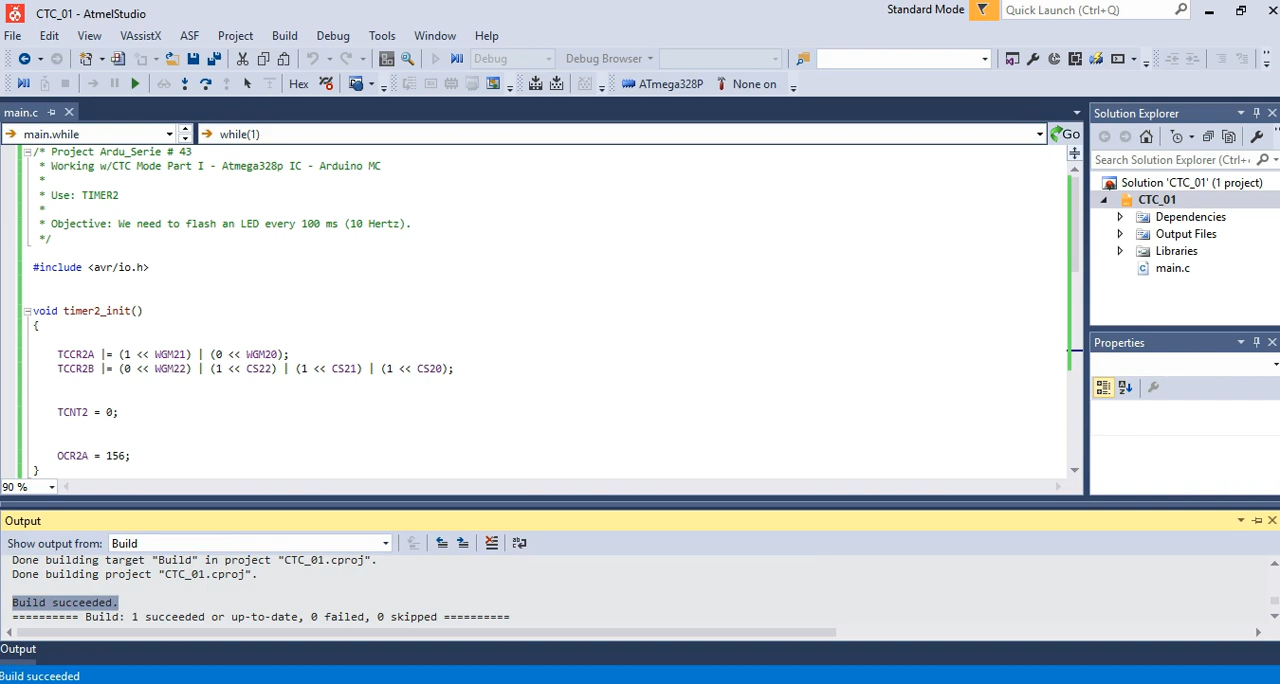 CTC_01 - AtmelStudio
Standard Mode
Quick Launch (Ctrl+Q)
File Edit View VAssistX ASF Project Build Debug Tools Window Help
Debug
Debug Browser
Hex
ATmega328P
None on
main.c
main.while
while(1)
Go
/* Project Ardu_Serie # 43
* Working w/CTC Mode Part I - Atmega328p IC - Arduino MC
*
* Use: TIMER2
*
* Objective: We need to flash an LED every 100 ms (10 Hertz).
*/
#include <avr/io.h>
void timer2_init()
{
TCCR2A |= (1 << WGM21) | (0 << WGM20);
TCCR2B |= (0 << WGM22) | (1 << CS22) | (1 << CS21) | (1 << CS20);
TCNT2 = 0;
OCR2A = 156;
}
90 %
Solution Explorer
Search Solution Explorer (Ctrl+
Solution 'CTC_01' (1 project)
CTC_01
Dependencies
Output Files
Libraries
main.c
Properties
Output
Show output from: Build
Done building target "Build" in project "CTC_01.cproj".
Done building project "CTC_01.cproj".
Build succeeded.
========== Build: 1 succeeded or up-to-date, 0 failed, 0 skipped ==========
Output
Build succeeded